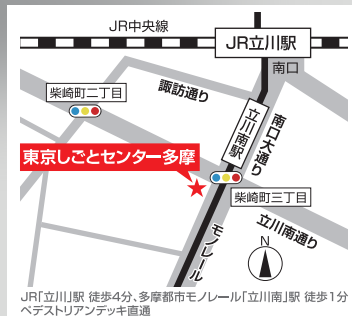 JR中央線
JR立川駅
南口
柴崎町二丁目
諏訪通り
立川南駅
南口大通り
東京しごとセンター多摩
柴崎町三丁目
立川南通り
モノレール
N
JR「立川」駅 徒歩4分、多摩都市モノレール「立川南」駅 徒歩1分
ペデストリアンデッキ直通